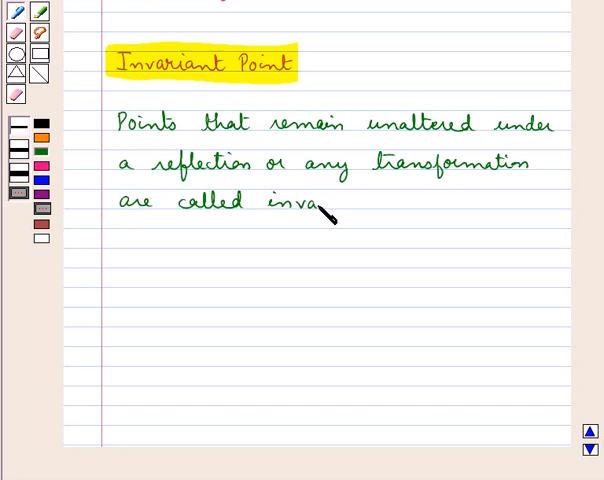 Invariant Point
Points that remain unaltered under
a reflection or any transformation
are called inva